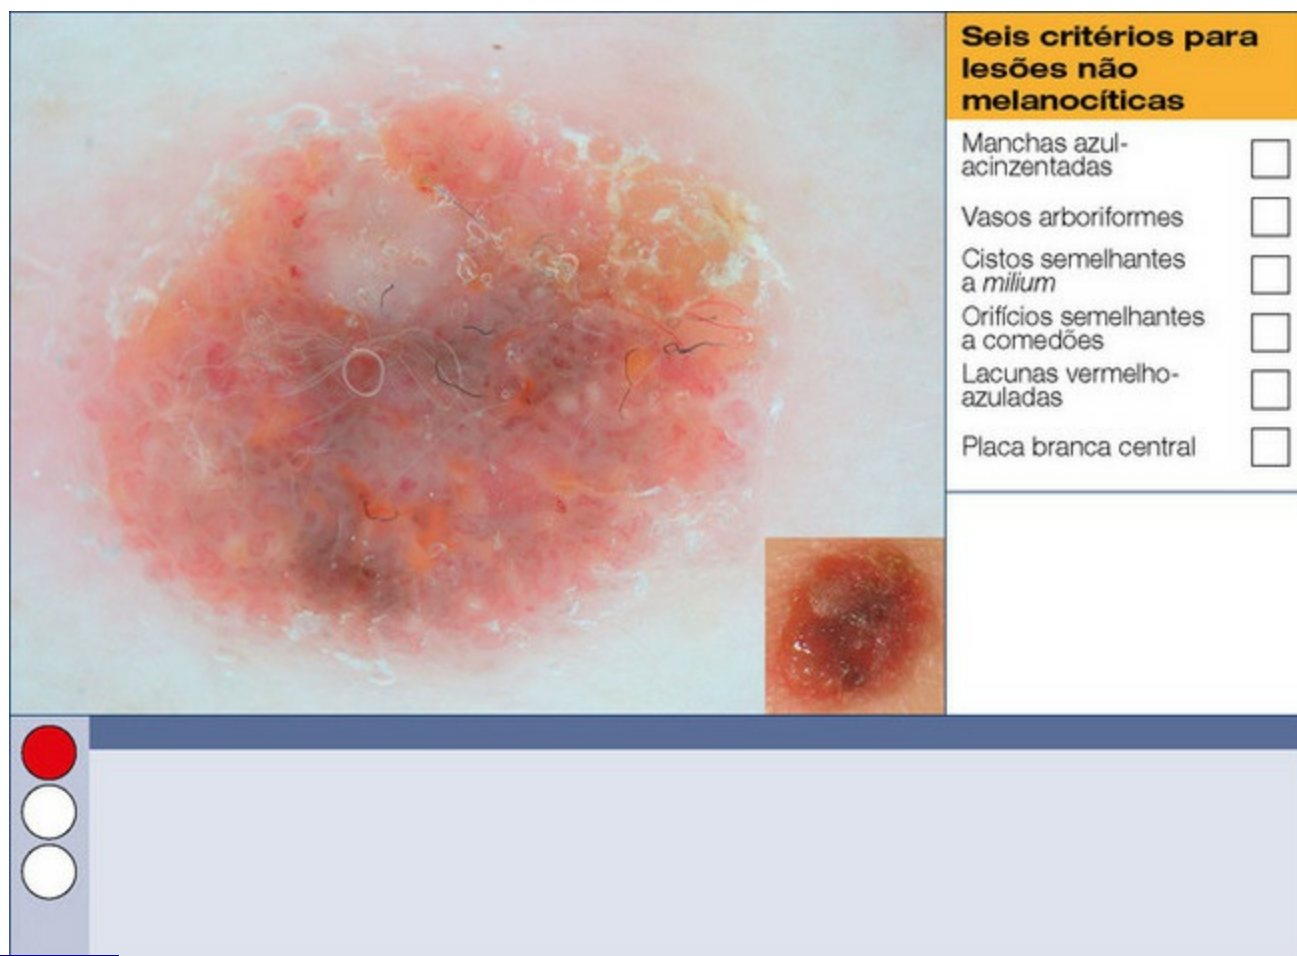 Seis critérios para
lesões não
melanocíticas
Manchas azul-
acinzentadas
Vasos arboriformes
Cistos semelhantes
a milium
Orifícios semelhantes
a comedões
Lacunas vermelho-
azuladas
Placa branca central